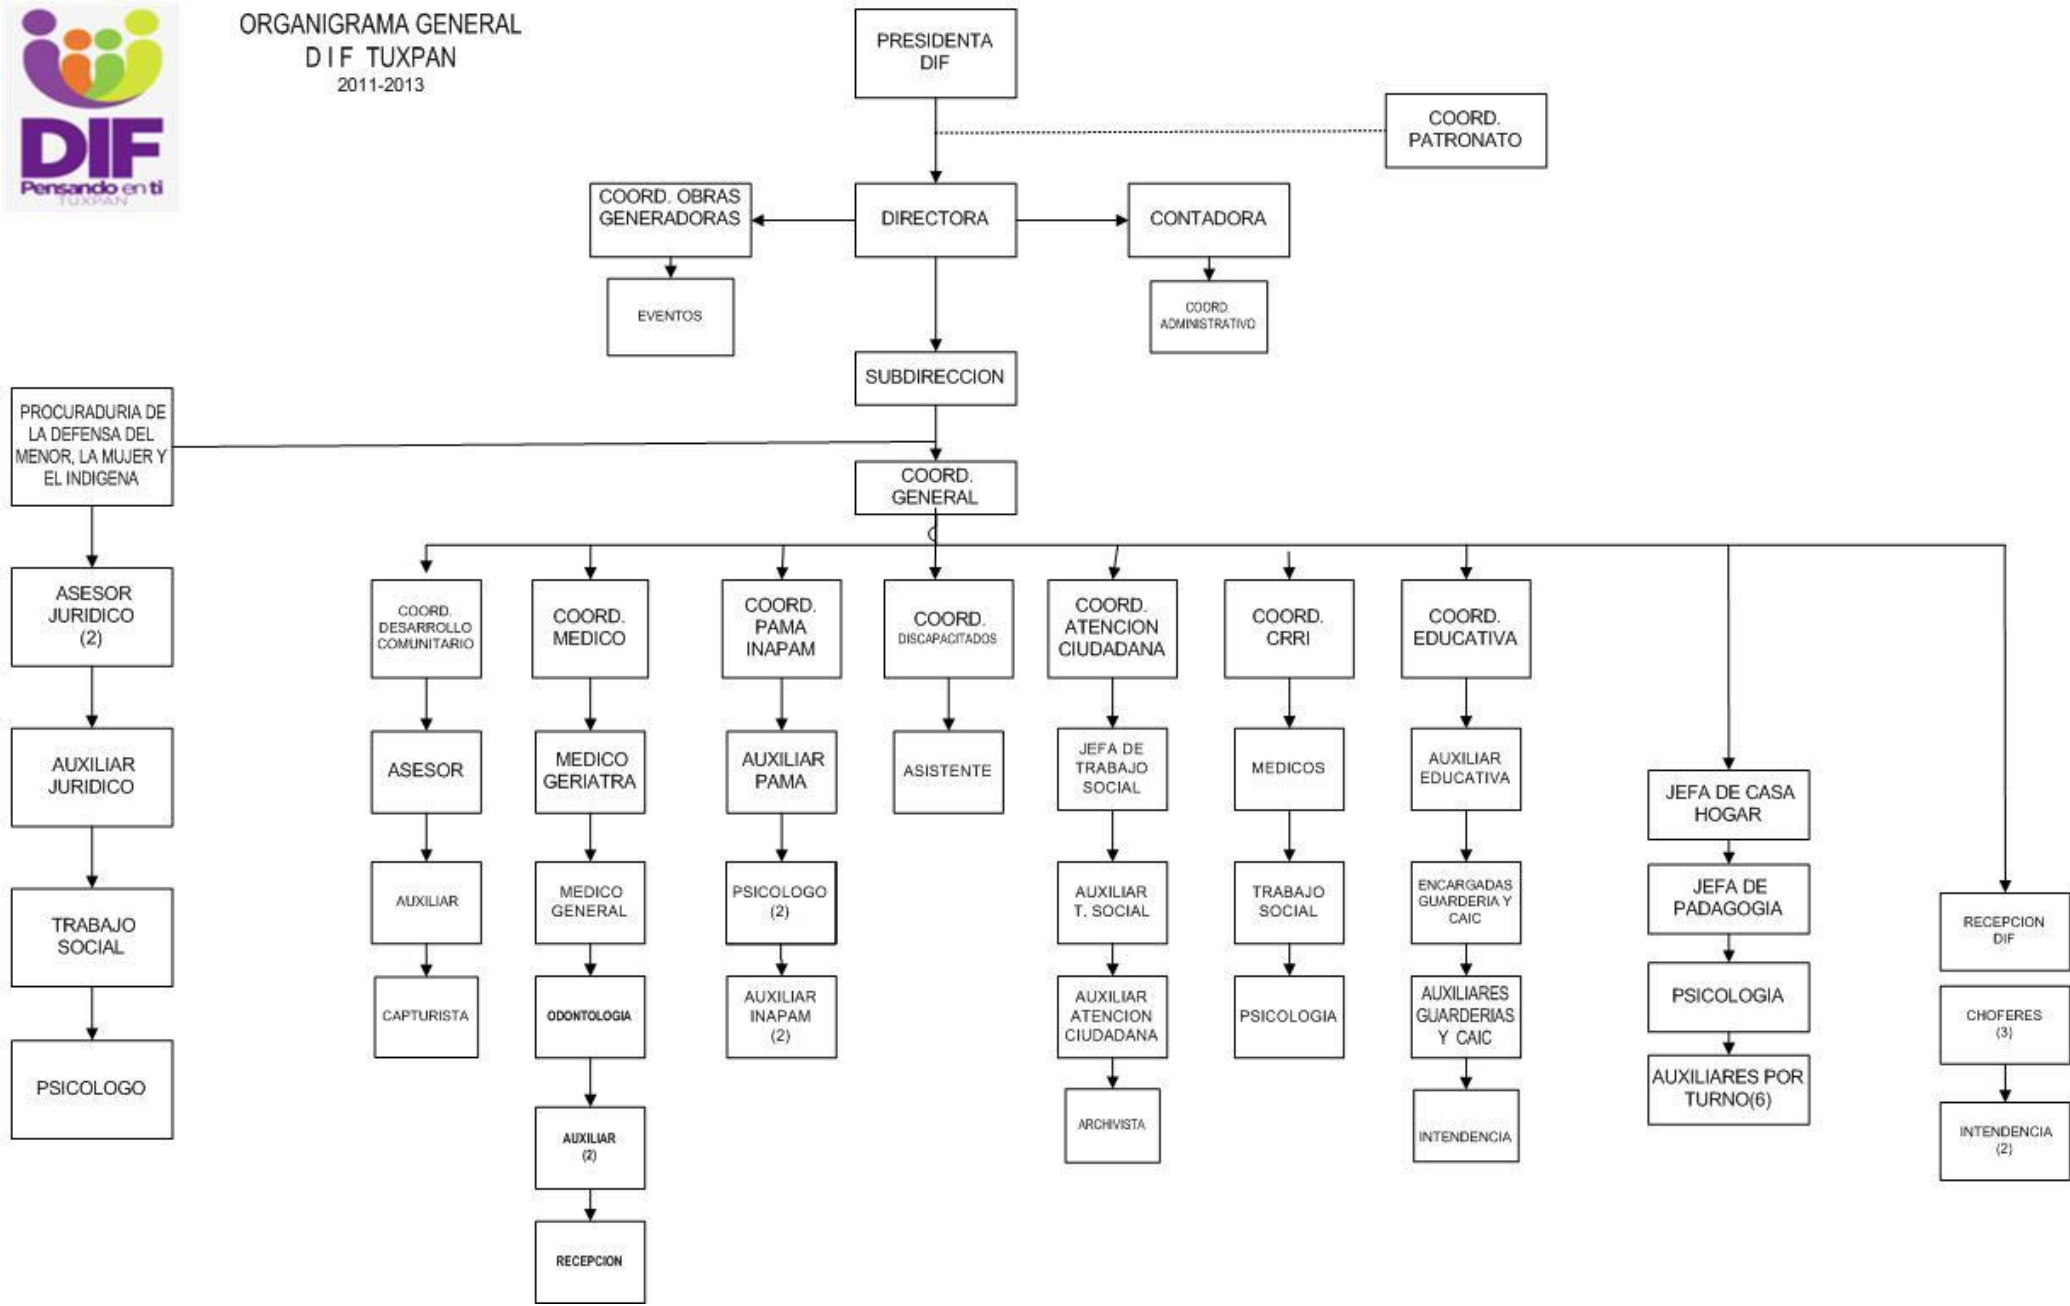 DIF
Pensando en ti
TUXPAN
ORGANIGRAMA GENERAL
D I F TUXPAN
2011-2013
PRESIDENTA
DIF
COORD.
PATRONATO
COORD. OBRAS
GENERADORAS
DIRECTORA
CONTADORA
EVENTOS
COORD.
ADMINISTRATIVO
SUBDIRECCION
PROCURADURIA DE
LA DEFENSA DEL
MENOR, LA MUJER Y
EL INDIGENA
COORD.
GENERAL
ASESOR
JURIDICO
(2)
AUXILIAR
JURIDICO
TRABAJO
SOCIAL
PSICOLOGO
COORD.
DESARROLLO
COMUNITARIO
ASESOR
AUXILIAR
CAPTURISTA
COORD.
MEDICO
MEDICO
GERIATRA
MEDICO
GENERAL
ODONTOLOGIA
AUXILIAR
(2)
RECEPCION
COORD.
PAMA
INAPAM
AUXILIAR
PAMA
PSICOLOGO
(2)
AUXILIAR
INAPAM
(2)
COORD.
DISCAPACITADOS
ASISTENTE
COORD.
ATENCION
CIUDADANA
JEFA DE
TRABAJO
SOCIAL
AUXILIAR
T. SOCIAL
AUXILIAR
ATENCION
CIUDADANA
ARCHIVISTA
COORD.
CRRI
MEDICOS
TRABAJO
SOCIAL
PSICOLOGIA
COORD.
EDUCATIVA
AUXILIAR
EDUCATIVA
ENCARGADAS
GUARDERIA Y
CAIC
AUXILIARES
GUARDERIAS
Y CAIC
INTENDENCIA
JEFA DE CASA
HOGAR
JEFA DE
PADAGOGIA
PSICOLOGIA
AUXILIARES POR
TURNO(6)
RECEPCION
DIF
CHOFERES
(3)
INTENDENCIA
(2)